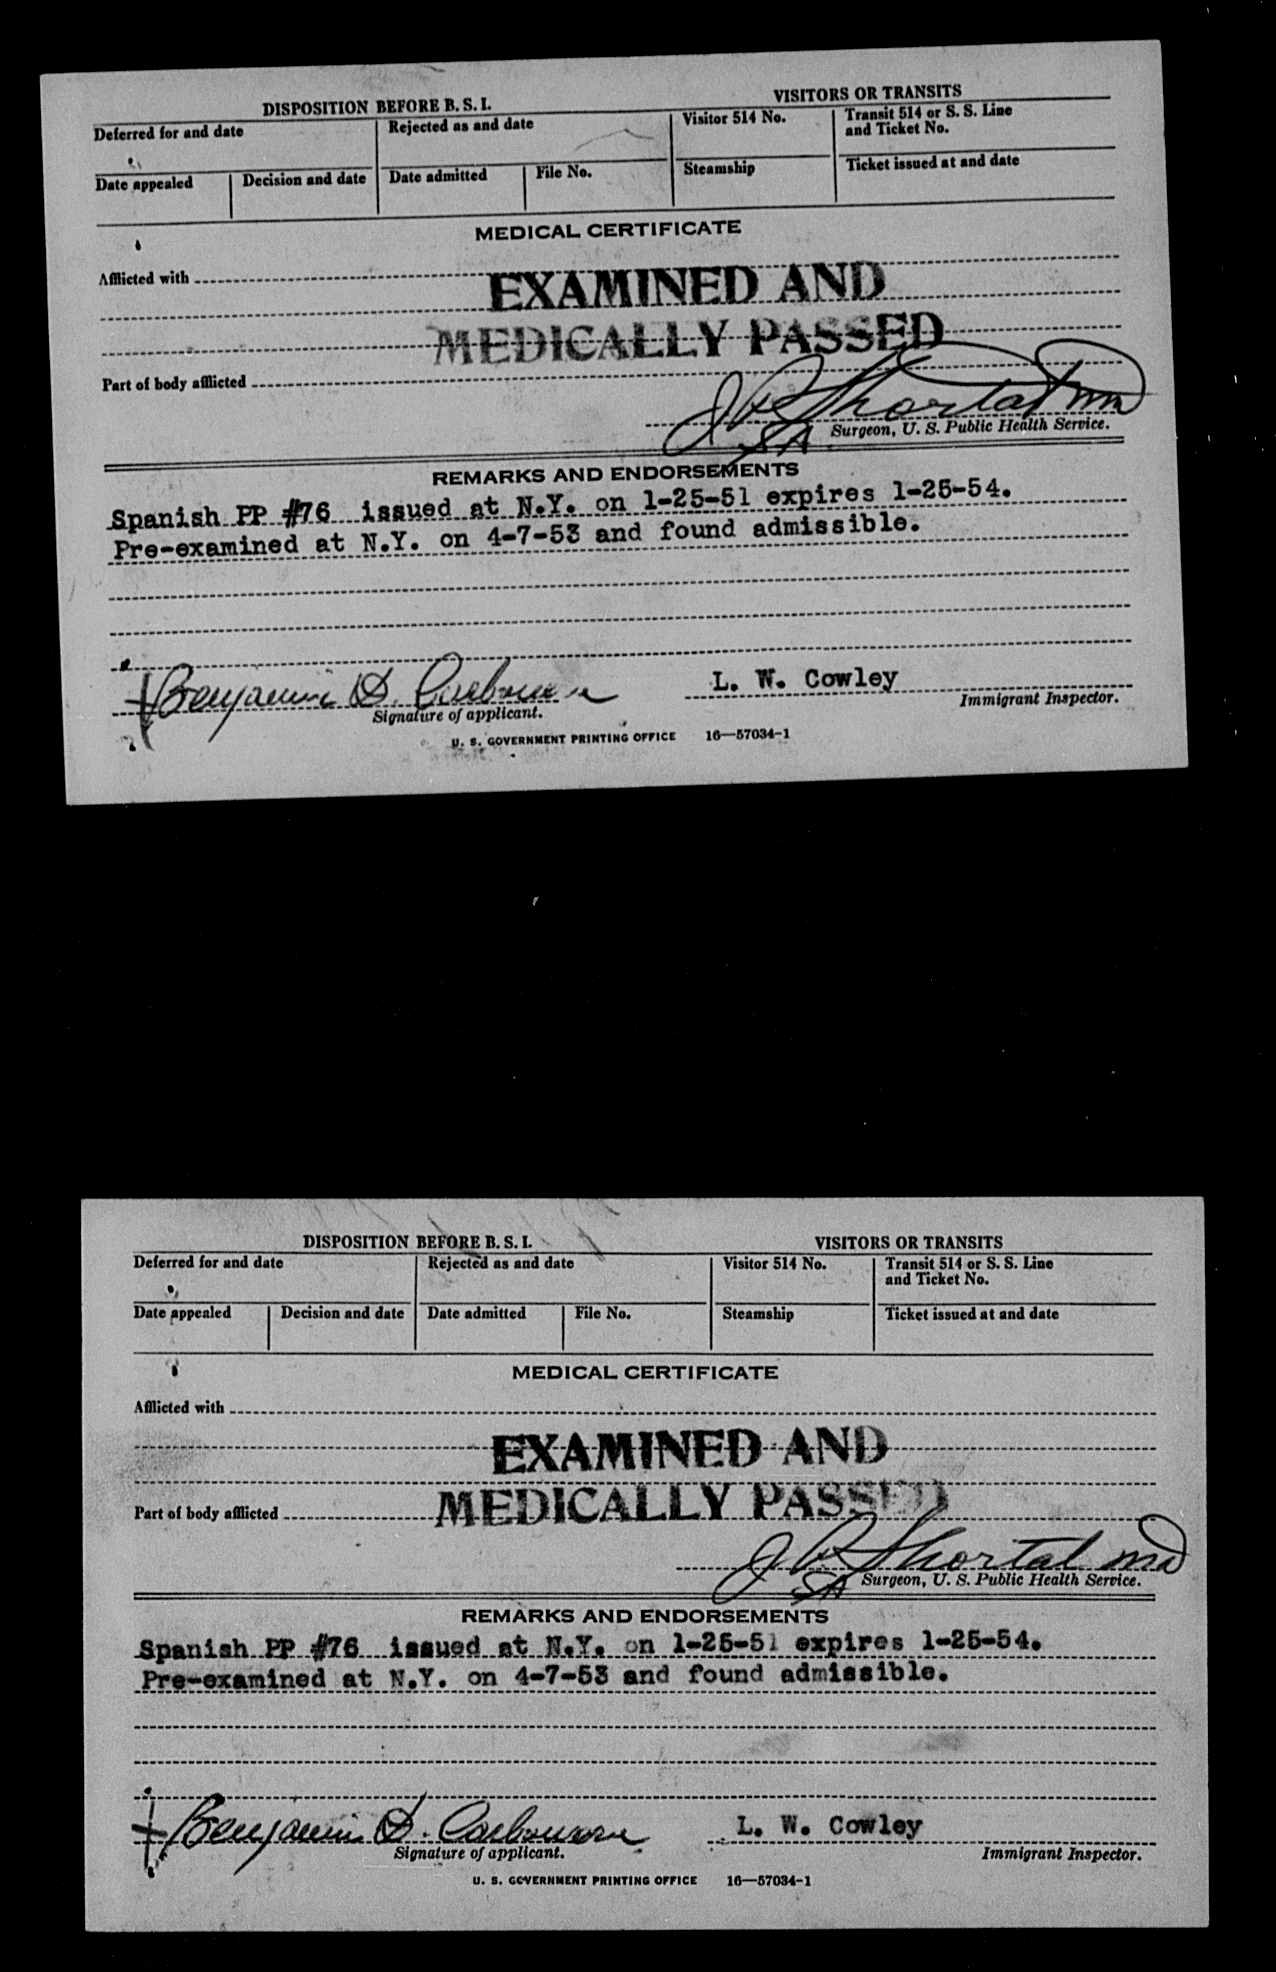 DISPOSITION BEFORE B. S. I.
VISITORS OR TRANSITS
Deferred for and date
Rejected as and date
Visitor 514 No.
Transit 514 or S. S. Line
and Ticket No.
Date appealed
Decision and date
Date admitted
File No.
Steamship
Ticket issued at and date
MEDICAL CERTIFICATE
Afflicted with
EXAMINED AND
MEDICALLY PASSED
Part of body afflicted
Shortal md
SA
Surgeon, U. S. Public Health Service.
REMARKS AND ENDORSEMENTS
Spanish PP #76 issued at N.Y. on 1-25-51 expires 1-25-54.
Pre-examined at N.Y. on 4-7-53 and found admissible.
Benjamin D.
L. W. Cowley
Signature of applicant.
Immigrant Inspector.
U. S. GOVERNMENT PRINTING OFFICE 16—57034-1
DISPOSITION BEFORE B. S. I.
VISITORS OR TRANSITS
Deferred for and date
Rejected as and date
Visitor 514 No.
Transit 514 or S. S. Line
and Ticket No.
Date appealed
Decision and date
Date admitted
File No.
Steamship
Ticket issued at and date
MEDICAL CERTIFICATE
Afflicted with
EXAMINED AND
MEDICALLY PASSED
Part of body afflicted
Shortal md
SA
Surgeon, U. S. Public Health Service.
REMARKS AND ENDORSEMENTS
Spanish PP #76 issued at N.Y. on 1-25-51 expires 1-25-54.
Pre-examined at N.Y. on 4-7-53 and found admissible.
Benjamin D.
L. W. Cowley
Signature of applicant.
Immigrant Inspector.
U. S. GOVERNMENT PRINTING OFFICE 16—57034-1